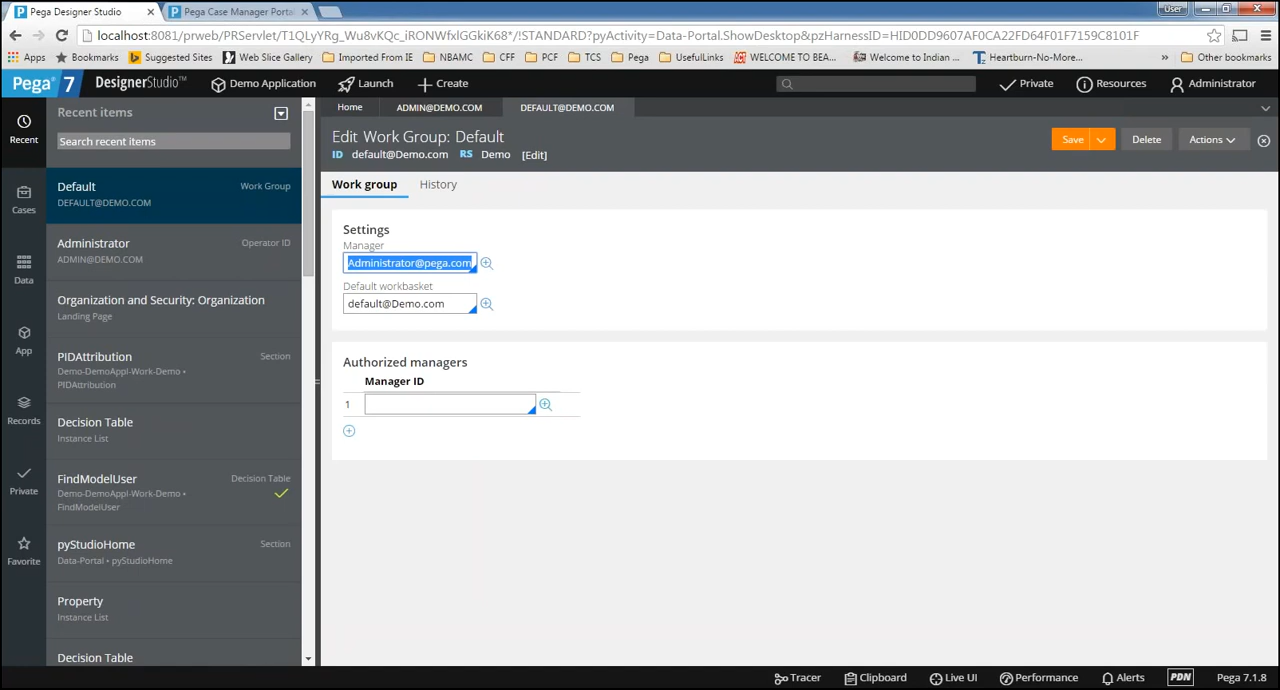 Pega Designer Studio
Pega Case Manager Portal
User
localhost:8081/prweb/PRServlet/T1QLyYRg_Wu8vKQc_iRONWfxlGGkiK68*/!STANDARD?pyActivity=Data-Portal.ShowDesktop&pzHarnessID=HID0DD9607AF0CA22FD64F01F7159C8101F
Apps Bookmarks Suggested Sites Web Slice Gallery Imported From IE NBAMC CFF PCF TCS Pega UsefulLinks WELCOME TO BEA... Welcome to Indian ... Heartburn-No-More... » Other bookmarks
Pega 7 DesignerStudio™ Demo Application Launch Create Private Resources Administrator
Recent
Cases
Data
App
Records
Private
Favorite
Recent items
Search recent items
Default Work Group
DEFAULT@DEMO.COM
Administrator Operator ID
ADMIN@DEMO.COM
Organization and Security: Organization
Landing Page
PIDAttribution Section
Demo-DemoAppl-Work-Demo •
PIDAttribution
Decision Table
Instance List
FindModelUser Decision Table
Demo-DemoAppl-Work-Demo •
FindModelUser
pyStudioHome Section
Data-Portal • pyStudioHome
Property
Instance List
Decision Table
Home ADMIN@DEMO.COM DEFAULT@DEMO.COM
Edit Work Group: Default
ID default@Demo.com RS Demo [Edit]
Save Delete Actions
Work group History
Settings
Manager
Administrator@pega.com
Default workbasket
default@Demo.com
Authorized managers
Manager ID
1
Tracer Clipboard Live UI Performance Alerts PDN Pega 7.1.8